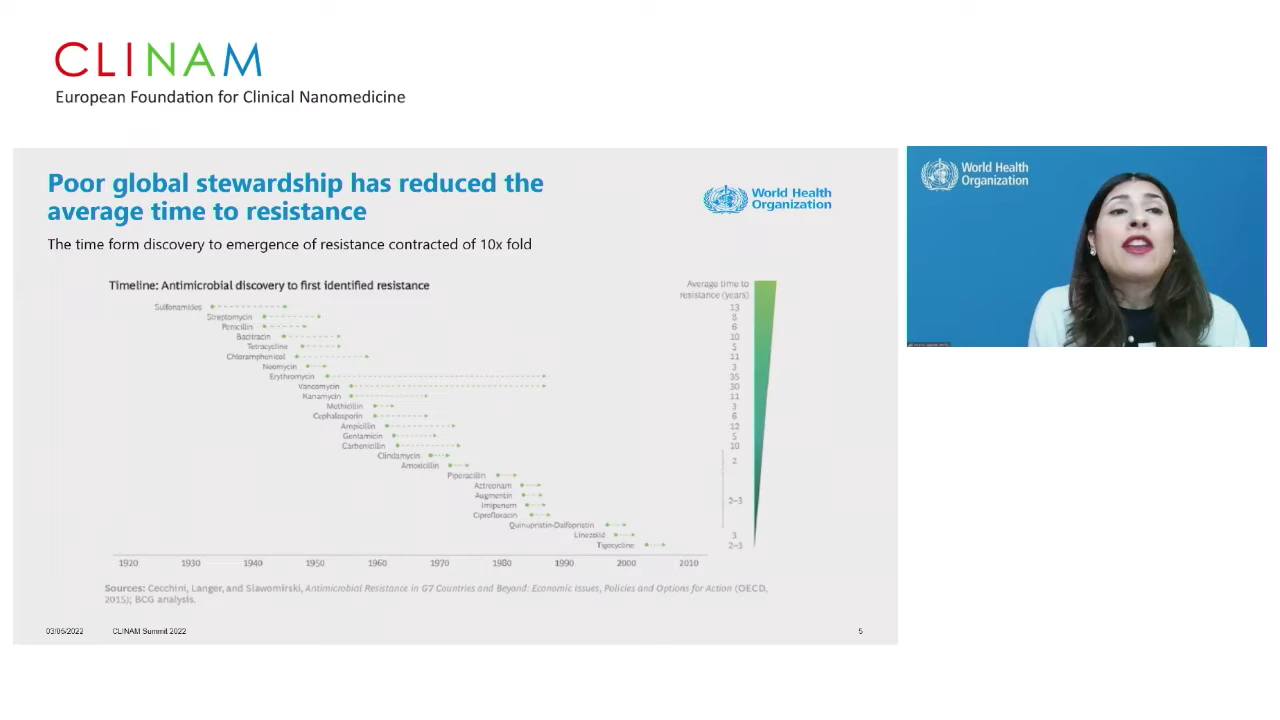 CLINAM
European Foundation for Clinical Nanomedicine
Poor global stewardship has reduced the
average time to resistance
World Health
Organization
The time form discovery to emergence of resistance contracted of 10x fold
Timeline: Antimicrobial discovery to first identified resistance
Average time to
resistance (years)
Sulfonamides 13
Streptomycin 8
Penicillin 6
Bacitracin 10
Tetracycline 5
Chloramphenicol 11
Neomycin 3
Erythromycin 35
Vancomycin 30
Kanamycin 11
Methicillin 3
Cephalosporin 6
Ampicillin 12
Gentamicin 5
Carbenicillin 10
Clindamycin
2
Amoxicillin
Piperacillin
Aztreonam
Augmentin
2–3
Imipenem
Ciprofloxacin
Quinupristin-Dalfopristin
Linezolid 3
Tigecycline 2–3
1920 1930 1940 1950 1960 1970 1980 1990 2000 2010
Sources: Cecchini, Langer, and Slawomirski, Antimicrobial Resistance in G7 Countries and Beyond: Economic Issues, Policies and Options for Action (OECD,
2015); BCG analysis.
03/05/2022 CLINAM Summit 2022 5
World Health
Organization